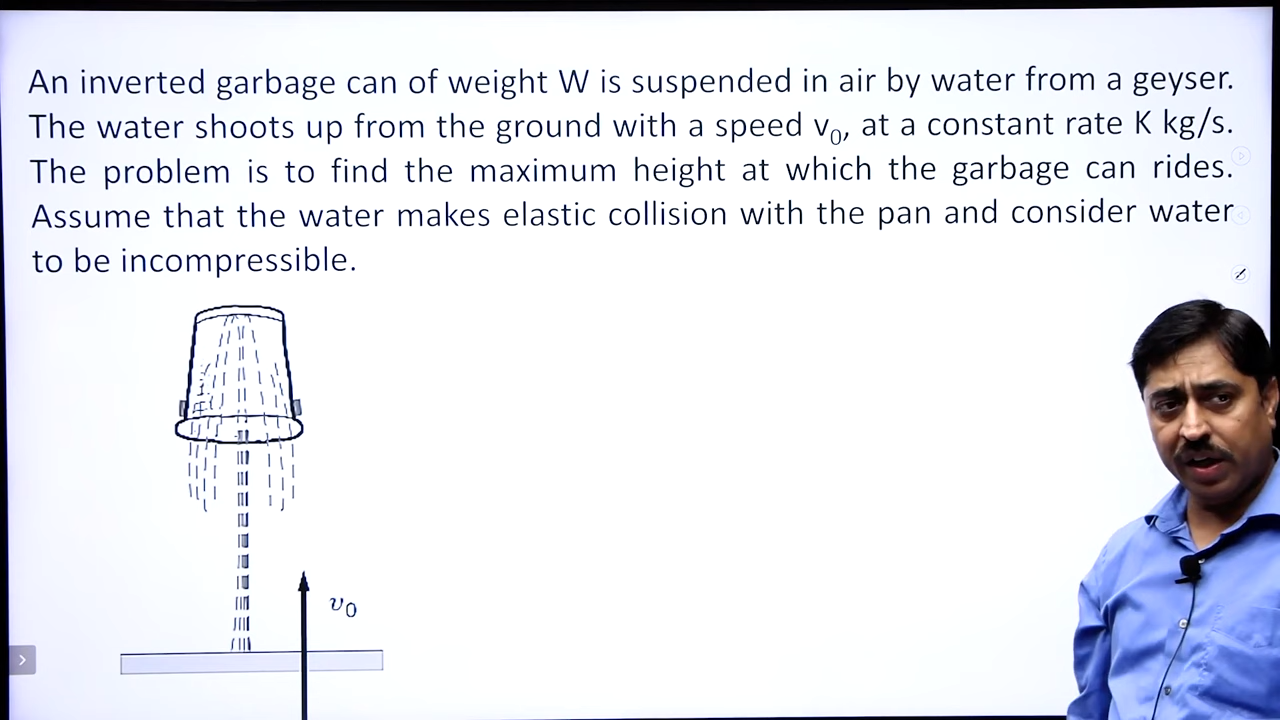 An inverted garbage can of weight W is suspended in air by water from a geyser.
The water shoots up from the ground with a speed v₀, at a constant rate K kg/s.
The problem is to find the maximum height at which the garbage can rides.
Assume that the water makes elastic collision with the pan and consider water
to be incompressible.
v₀